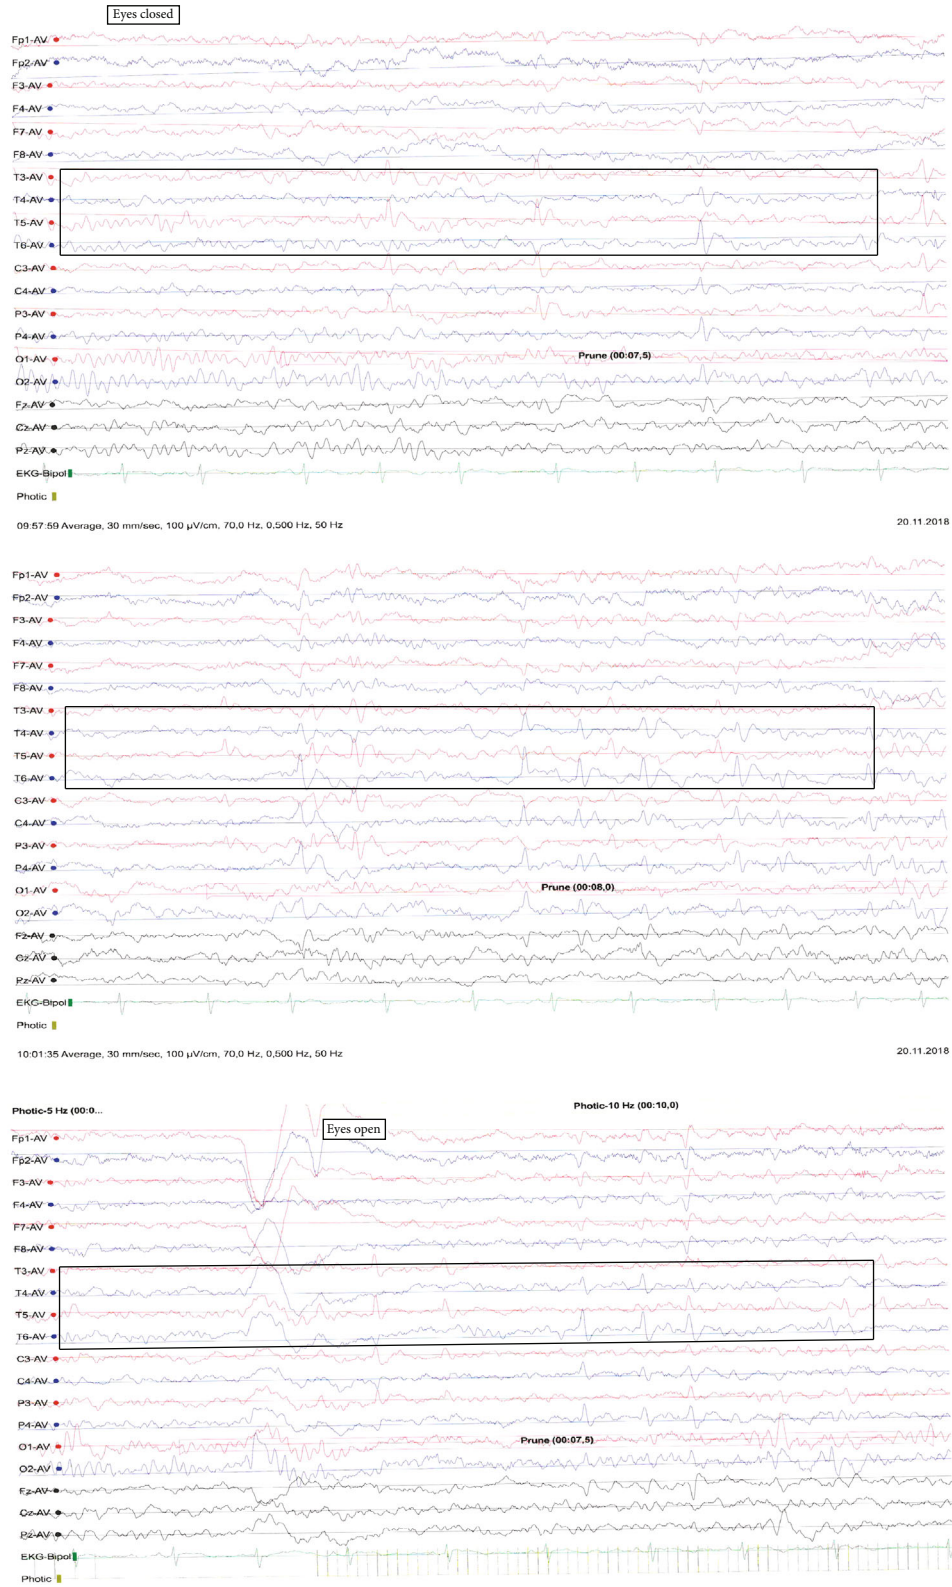 Eyes closed
Fp1-AV
Fp2-AV
F3-AV
F4-AV
F7-AV
F8-AV
T3-AV
T4-AV
T5-AV
T6-AV
C3-AV
C4-AV
P3-AV
P4-AV
O1-AV Prune (00:07,5)
O2-AV
Fz-AV
Cz-AV
Pz-AV
EKG-Bipol
Photic
09:57:59 Average, 30 mm/sec, 100 µV/cm, 70,0 Hz, 0,500 Hz, 50 Hz 20.11.2018
Fp1-AV
Fp2-AV
F3-AV
F4-AV
F7-AV
F8-AV
T3-AV
T4-AV
T5-AV
T6-AV
C3-AV
C4-AV
P3-AV
P4-AV
O1-AV Prune (00:08,0)
O2-AV
Fz-AV
Cz-AV
Pz-AV
EKG-Bipol
Photic
10:01:35 Average, 30 mm/sec, 100 µV/cm, 70,0 Hz, 0,500 Hz, 50 Hz 20.11.2018
Photic-5 Hz (00:0... Photic-10 Hz (00:10,0)
Eyes open
Fp1-AV
Fp2-AV
F3-AV
F4-AV
F7-AV
F8-AV
T3-AV
T4-AV
T5-AV
T6-AV
C3-AV
C4-AV
P3-AV
P4-AV
O1-AV Prune (00:07,5)
O2-AV
Fz-AV
Cz-AV
Pz-AV
EKG-Bipol
Photic